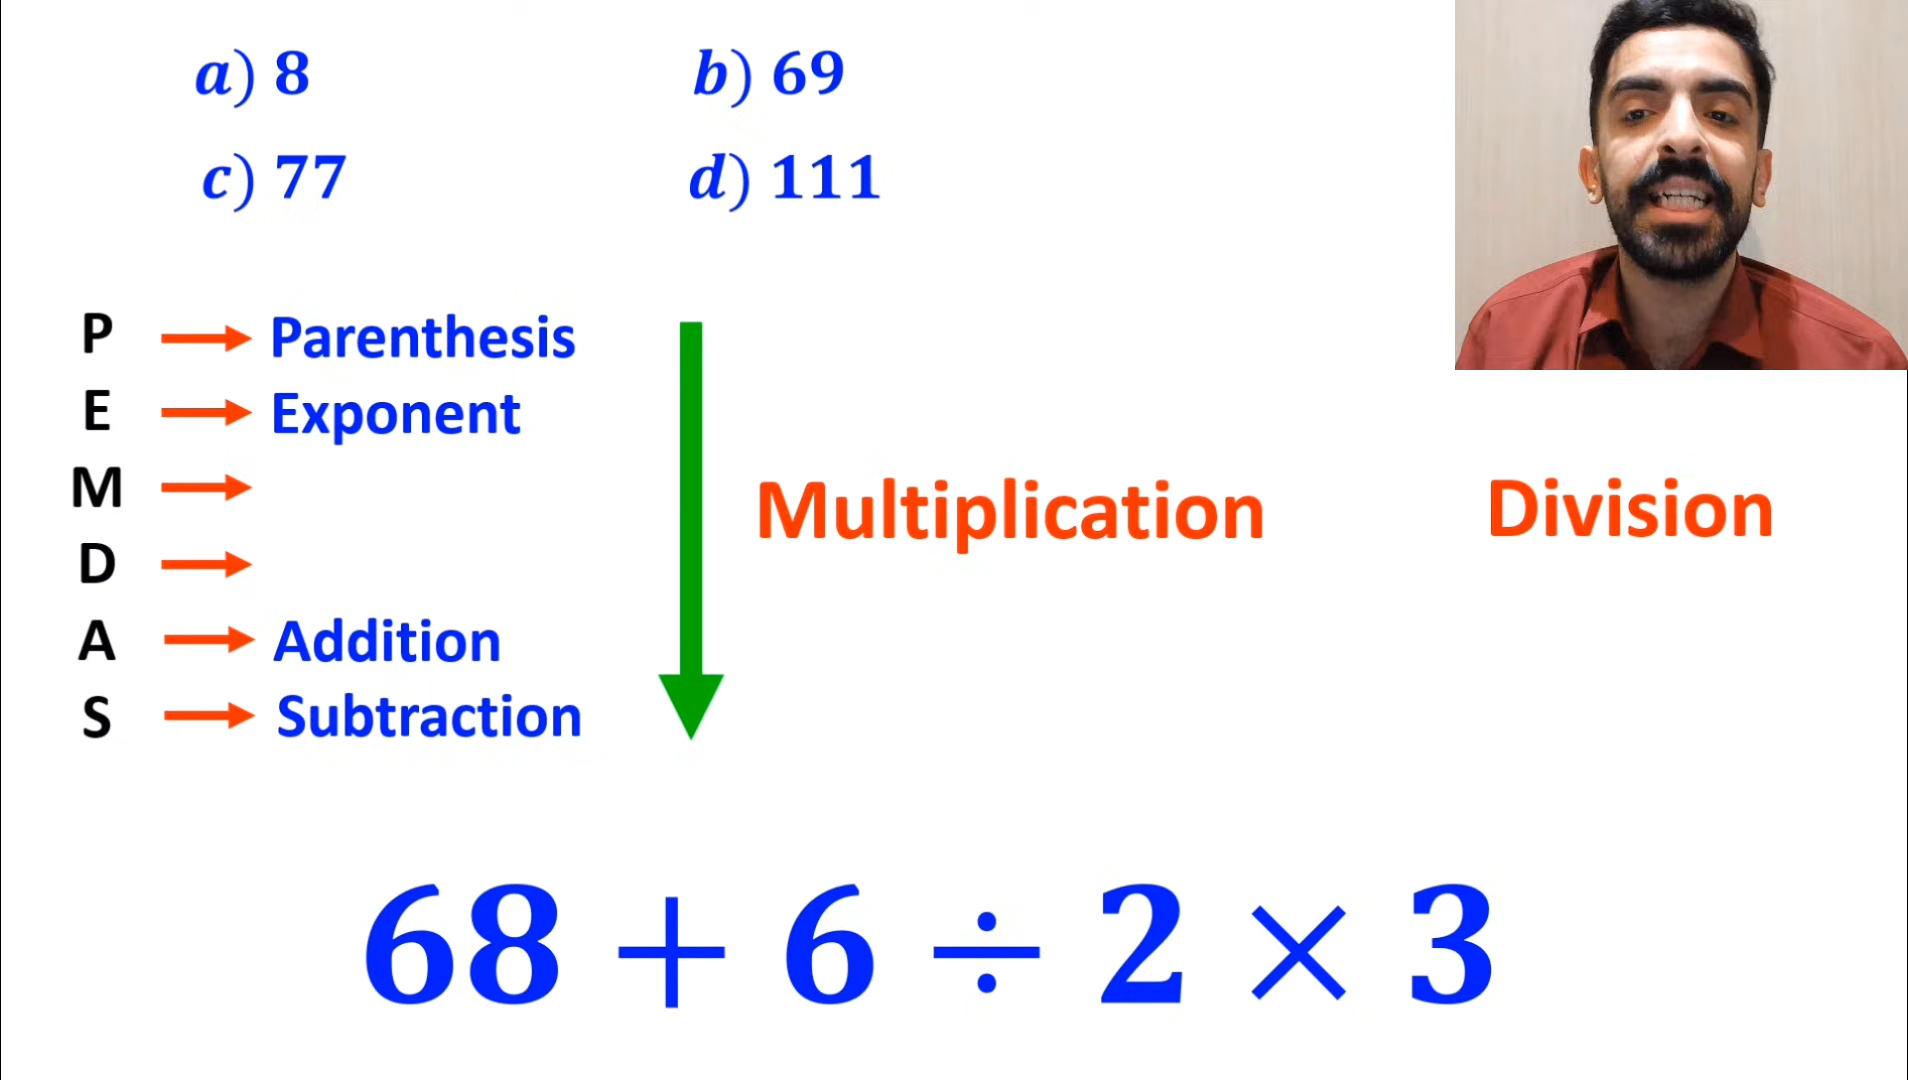 a) 8 b) 69
c) 77 d) 111
P Parenthesis
E Exponent
M
Multiplication Division
D
A Addition
S Subtraction
68 + 6 ÷ 2 × 3